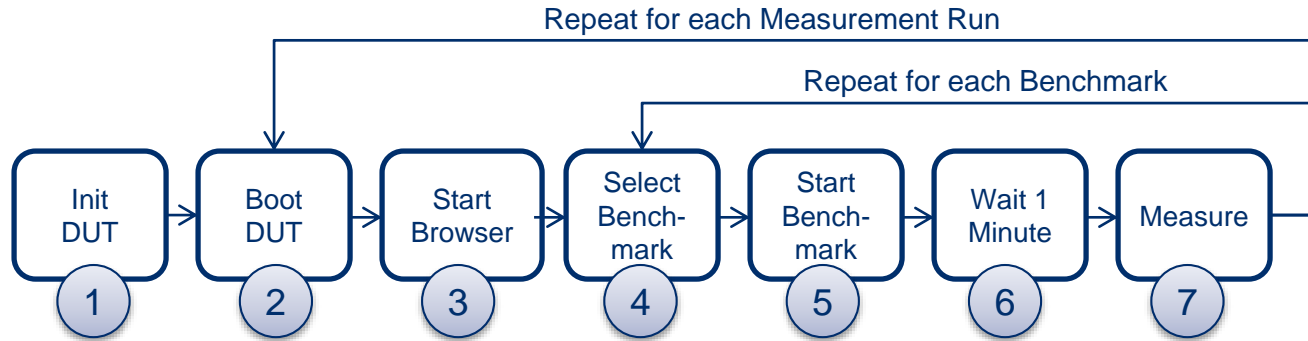 Repeat for each Measurement Run
Repeat for each Benchmark
Init
DUT
Boot
DUT
Start
Browser
Select
Bench-
mark
Start
Bench-
mark
Wait 1
Minute
Measure
1
2
3
4
5
6
7